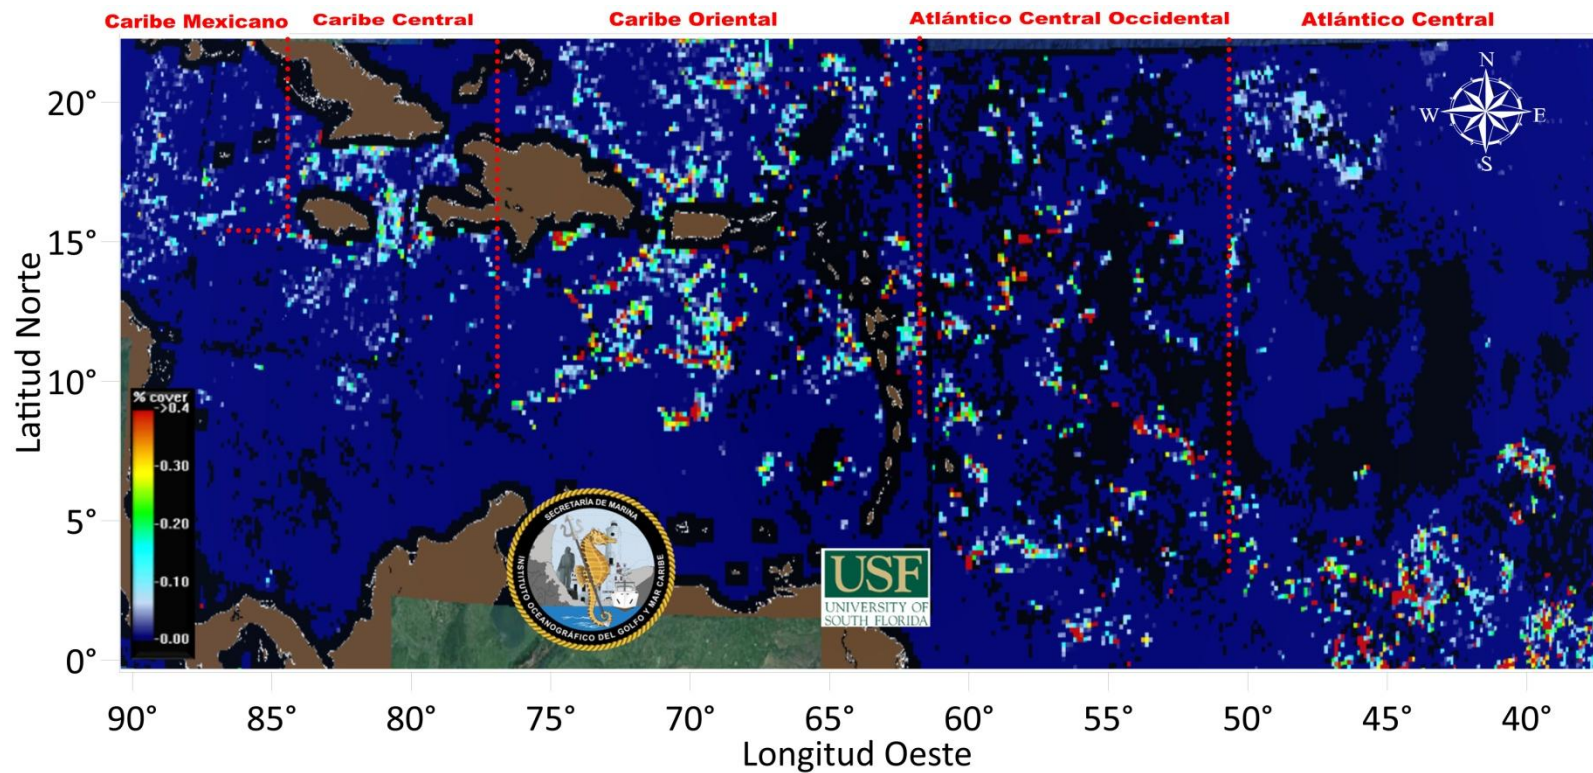 Caribe Mexicano
Caribe Central
Caribe Oriental
Atlántico Central Occidental
Atlántico Central
N
W E
S
20°
15°
10°
5°
0°
Latitud Norte
% cover
->0.4
-0.30
-0.20
-0.10
-0.00
SECRETARÍA DE MARINA
INSTITUTO OCEANOGRÁFICO DEL GOLFO Y MAR CARIBE
USF
UNIVERSITY OF
SOUTH FLORIDA
90° 85° 80° 75° 70° 65° 60° 55° 50° 45° 40°
Longitud Oeste